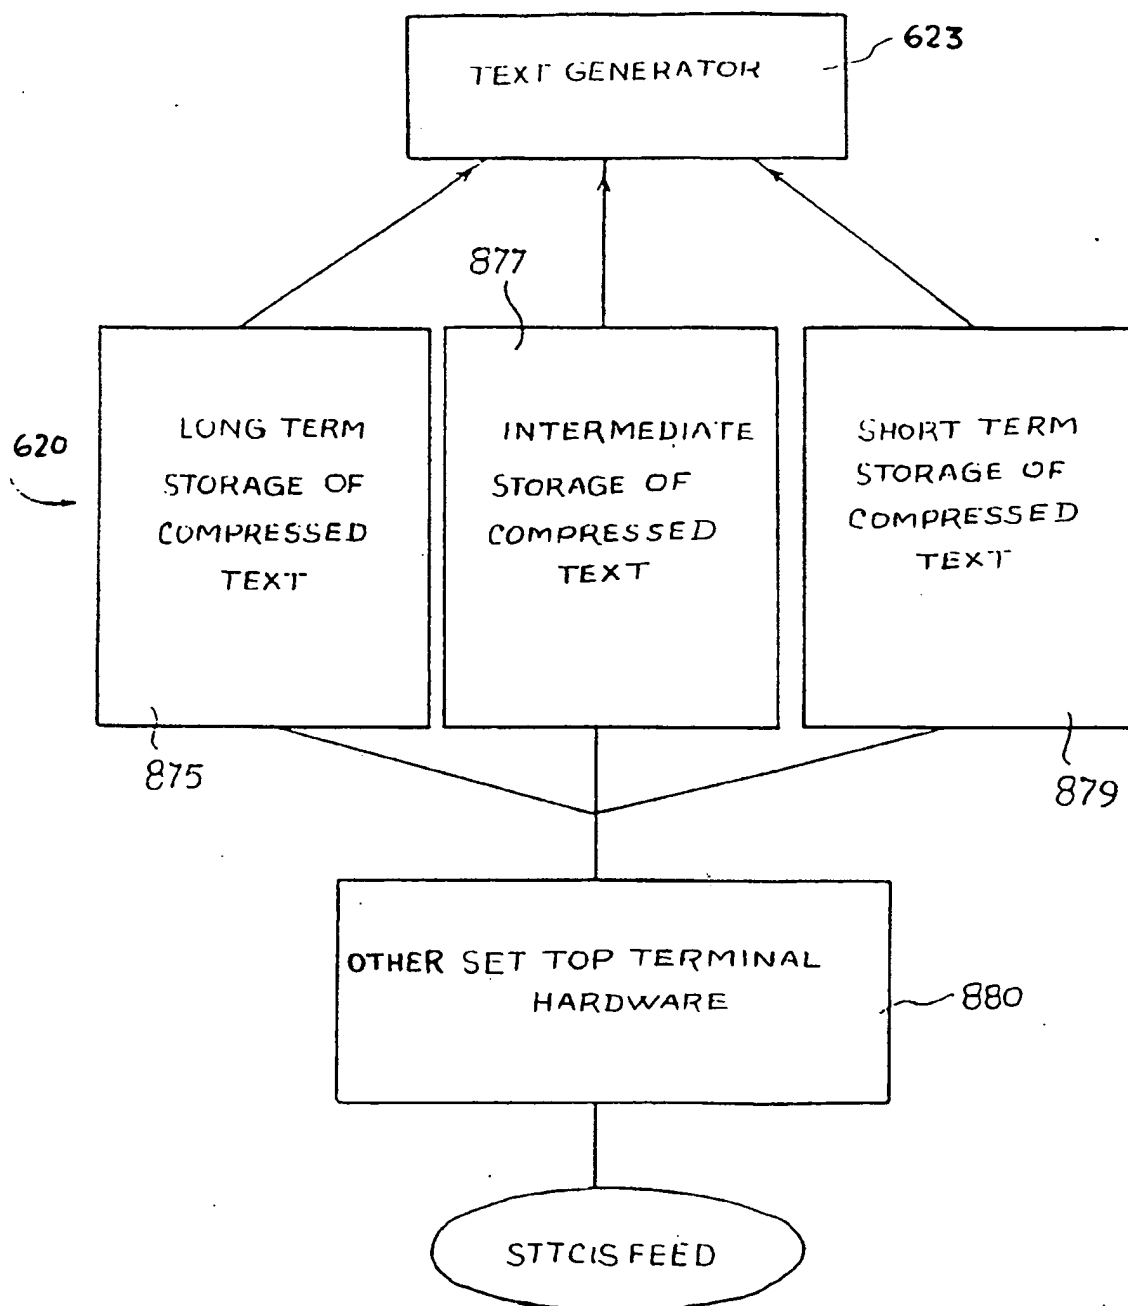 TEXT GENERATOR
623
877
620
LONG TERM
STORAGE OF
COMPRESSED
TEXT
INTERMEDIATE
STORAGE OF
COMPRESSED
TEXT
SHORT TERM
STORAGE OF
COMPRESSED
TEXT
875
879
OTHER SET TOP TERMINAL
HARDWARE
880
STTCIS FEED